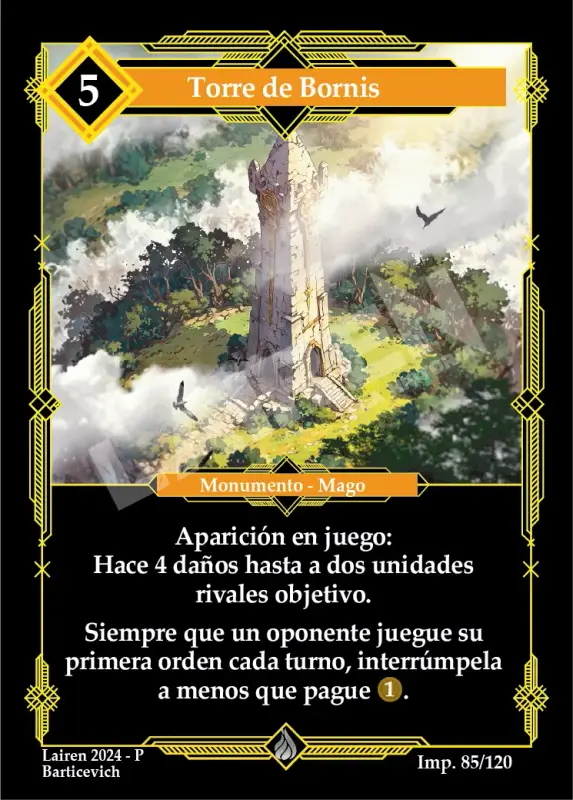 5
Torre de Bornis
LAIREN
Monumento - Mago
Aparición en juego:
Hace 4 daños hasta a dos unidades
rivales objetivo.
Siempre que un oponente juegue su
primera orden cada turno, interrúmpela
a menos que pague 1.
Lairen 2024 - P
Barticevich
Imp. 85/120